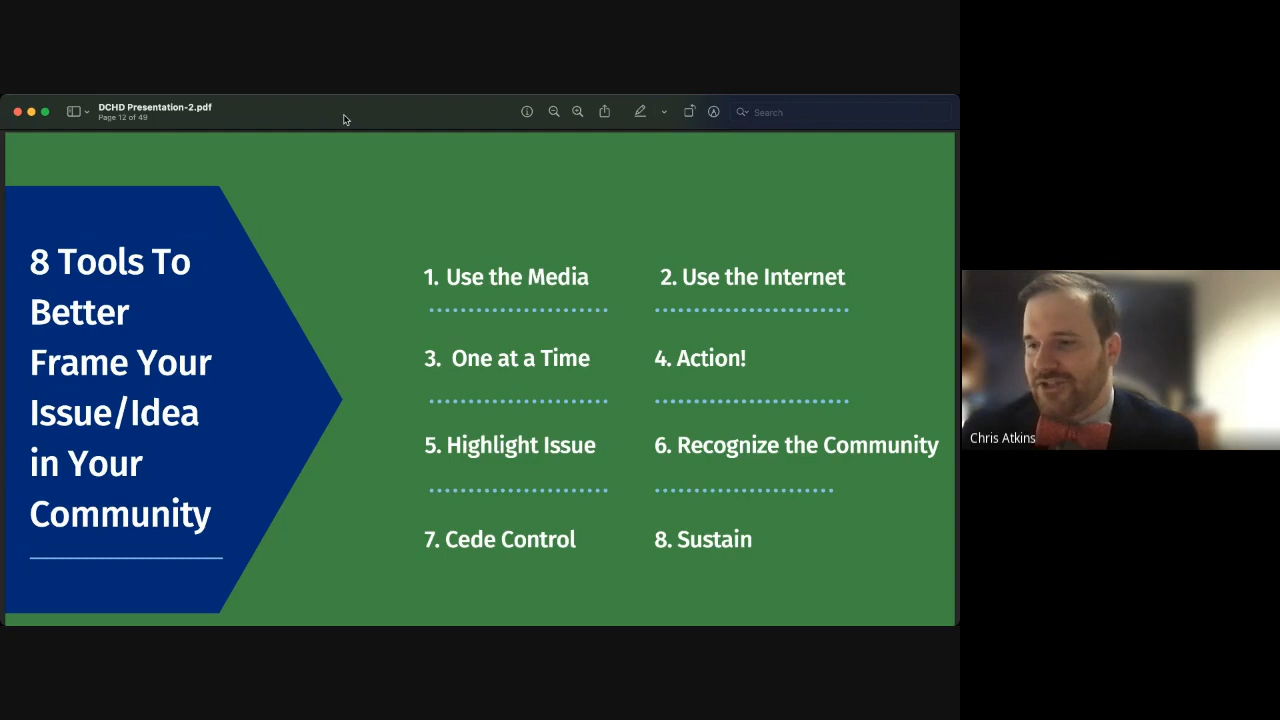 DCHD Presentation-2.pdf
Page 12 of 49
Search
8 Tools To
Better
Frame Your
Issue/Idea
in Your
Community
1. Use the Media
2. Use the Internet
3. One at a Time
4. Action!
5. Highlight Issue
6. Recognize the Community
7. Cede Control
8. Sustain
Chris Atkins